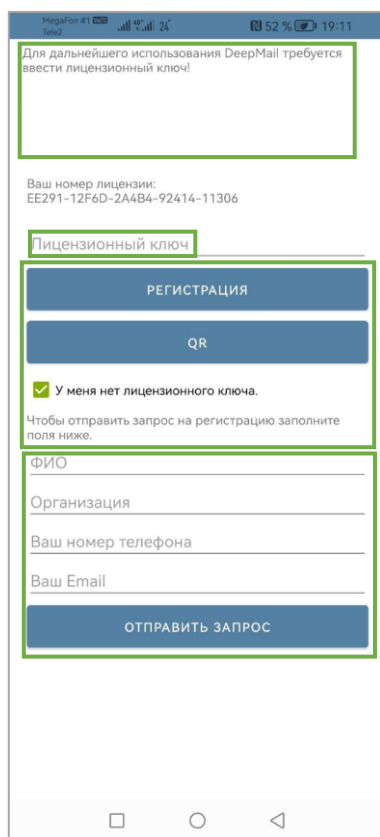 MegaFon #1
Tele2
52 % 19:11
Для дальнейшего использования DeepMail требуется
ввести лицензионный ключ!
Ваш номер лицензии:
EE291-12F6D-2A4B4-92414-11306
Лицензионный ключ
РЕГИСТРАЦИЯ
QR
У меня нет лицензионного ключа.
Чтобы отправить запрос на регистрацию заполните
поля ниже.
ФИО
Организация
Ваш номер телефона
Ваш Email
ОТПРАВИТЬ ЗАПРОС